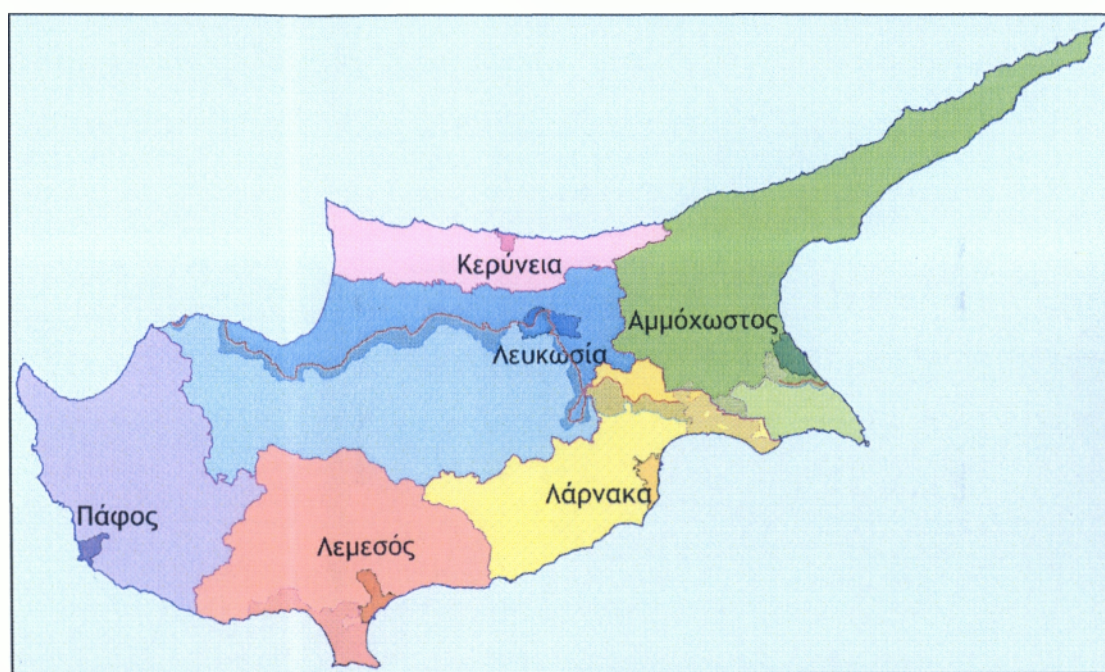 Κερύνεια
Αμμόχωστος
Λευκωσία
Λάρνακα
Πάφος
Λεμεσός